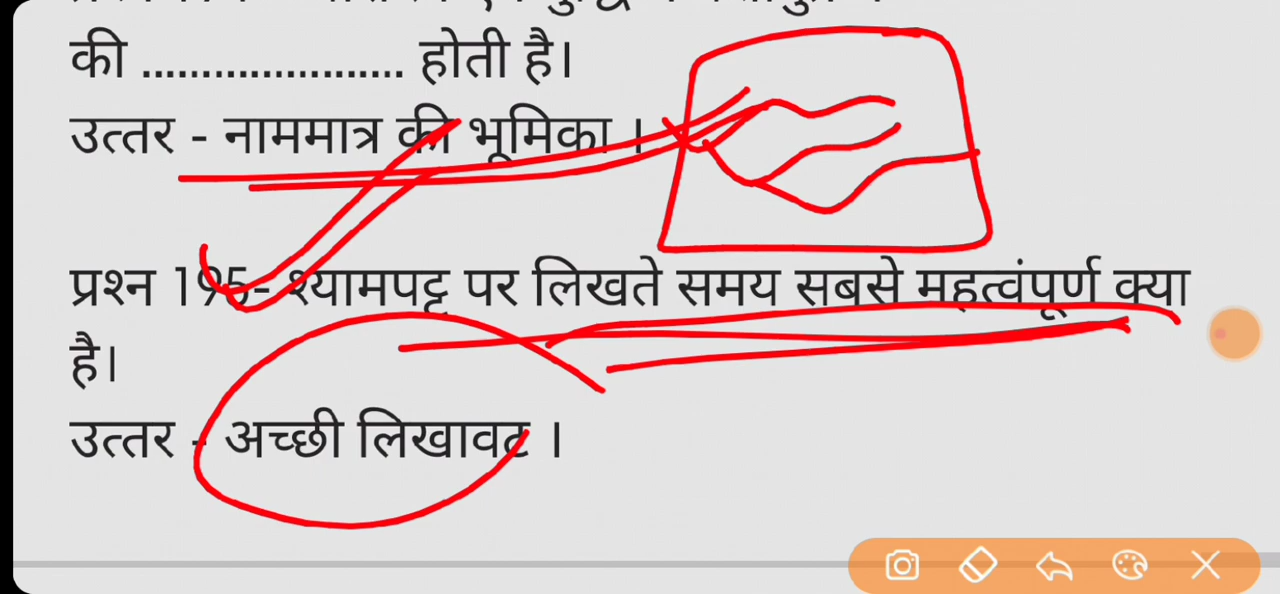 की ...................... होती है।
उत्तर - नाममात्र की भूमिका ।
प्रश्न 195- श्यामपट्ट पर लिखते समय सबसे महत्वंपूर्ण क्या
है।
उत्तर - अच्छी लिखावट ।